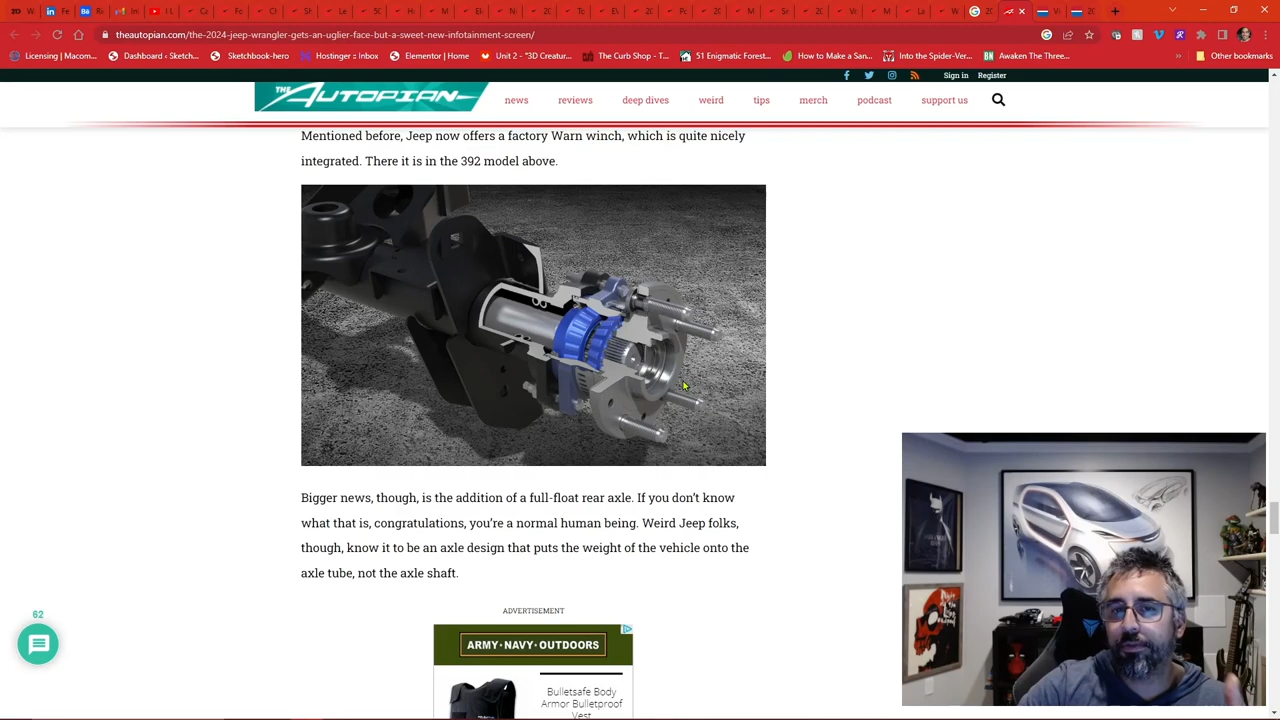 2D
W
Fe
Ri
In
theautopian.com/the-2024-jeep-wrangler-gets-an-uglier-face-but-a-sweet-new-infotainment-screen/
Licensing | Macom...
Dashboard ‹ Sketch...
Sketchbook-hero
Hostinger :: Inbox
Elementor | Home
Unit 2 - "3D Creatur...
The Curb Shop - T...
51 Enigmatic Forest...
How to Make a San...
Into the Spider-Ver...
Awaken The Three...
Other bookmarks
Sign in
Register
THE AUTOPIAN
news
reviews
deep dives
weird
tips
merch
podcast
support us
Mentioned before, Jeep now offers a factory Warn winch, which is quite nicely
integrated. There it is in the 392 model above.
Bigger news, though, is the addition of a full-float rear axle. If you don't know
what that is, congratulations, you're a normal human being. Weird Jeep folks,
though, know it to be an axle design that puts the weight of the vehicle onto the
axle tube, not the axle shaft.
62
ADVERTISEMENT
ARMY·NAVY·OUTDOORS
Bulletsafe Body
Armor Bulletproof
Vest